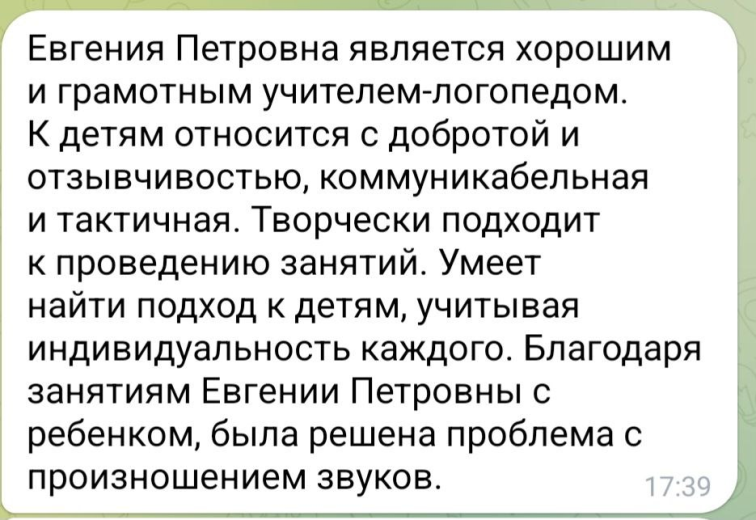 Евгения Петровна является хорошим
и грамотным учителем-логопедом.
К детям относится с добротой и
отзывчивостью, коммуникабельная
и тактичная. Творчески подходит
к проведению занятий. Умеет
найти подход к детям, учитывая
индивидуальность каждого. Благодаря
занятиям Евгении Петровны с
ребенком, была решена проблема с
произношением звуков.
17:39